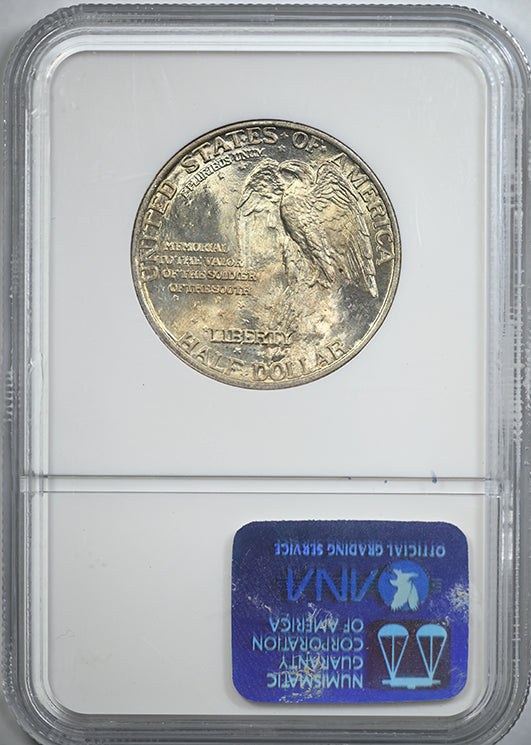 UNITED STATES OF AMERICA
E PLURIBUS UNUM
MEMORIAL
TO THE VALOR
OF THE SOLDIER
OF THE SOUTH
LIBERTY
HALF DOLLAR
NUMISMATIC
GUARANTY
CORPORATION
OF AMERICA
ANA
OFFICIAL GRADING SERVICE